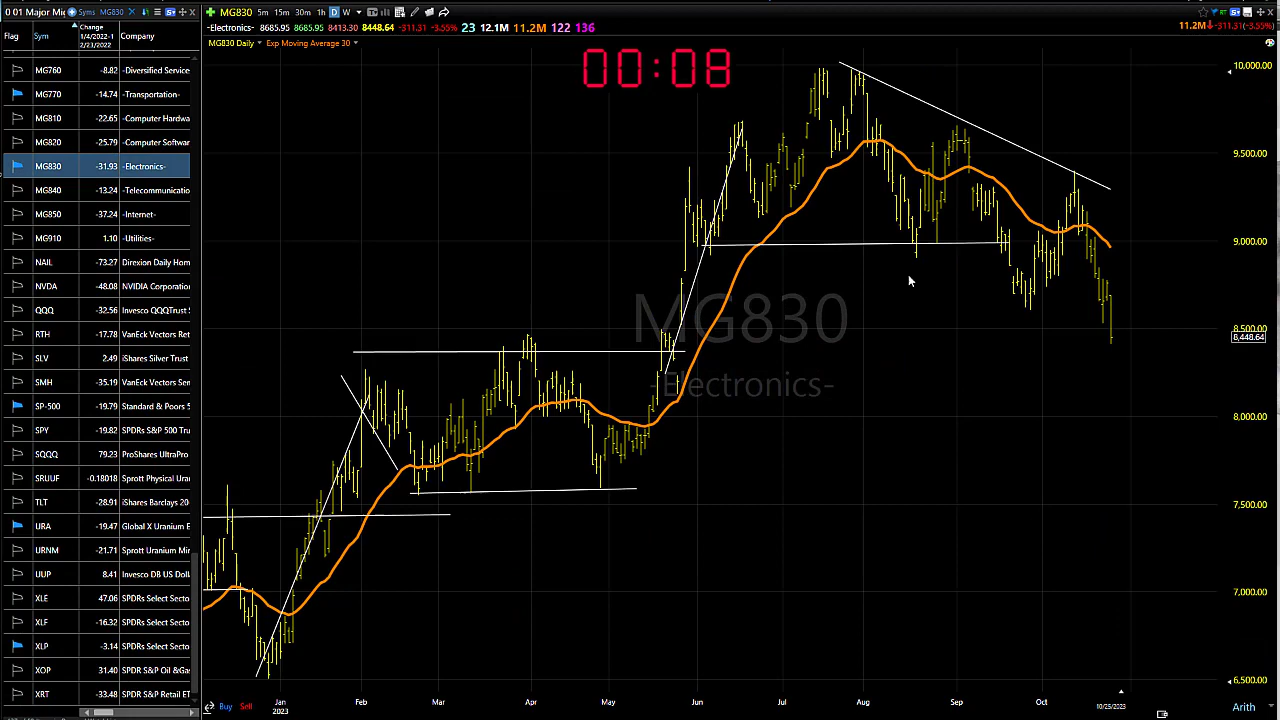 0 01 Major Mig Syms MG830
MG830 5m 15m 30m 1h D W
-Electronics- 8685.95 8685.95 8413.30 8448.64 -311.31 -3.55% 23 12.1M 11.2M 122 136
11.2M -311.31(-3.55%)
MG830 Daily Exp Moving Average 30
00:08
Flag Sym Change 1/4/2022 - 2/23/2022 Company
MG760 -8.82 -Diversified Service
MG770 -14.74 -Transportation-
MG810 -22.65 -Computer Hardwa
MG820 -25.79 -Computer Softwar
MG830 -31.93 -Electronics-
MG840 -13.24 -Telecommunication
MG850 -37.24 -Internet-
MG910 1.10 -Utilities-
NAIL -73.27 Direxion Daily Hom
NVDA -48.08 NVIDIA Corporation
QQQ -32.56 Invesco QQQTrust S
RTH -17.78 VanEck Vectors Ret
SLV 2.49 iShares Silver Trust
SMH -35.19 VanEck Vectors Sem
SP-500 -19.79 Standard & Poors 5
SPY -19.82 SPDRs S&P 500 Trus
SQQQ 79.23 ProShares UltraPro
SRUUF -0.18018 Sprott Physical Ura
TLT -28.91 iShares Barclays 20
URA -19.47 Global X Uranium E
URNM -21.71 Sprott Uranium Min
UUP 8.41 Invesco DB US Dol
XLE 47.06 SPDRs Select Secto
XLF -16.32 SPDRs Select Secto
XLP -3.14 SPDRs Select Secto
XOP 31.40 SPDR S&P Oil &Gas
XRT -33.48 SPDR S&P Retail ET
MG830
-Electronics-
10,000.00
9,500.00
9,000.00
8,500.00
8,448.64
8,000.00
7,500.00
7,000.00
6,500.00
Jan Feb Mar Apr May Jun Jul Aug Sep Oct
2023
10/25/2023
Buy Sell
Arith